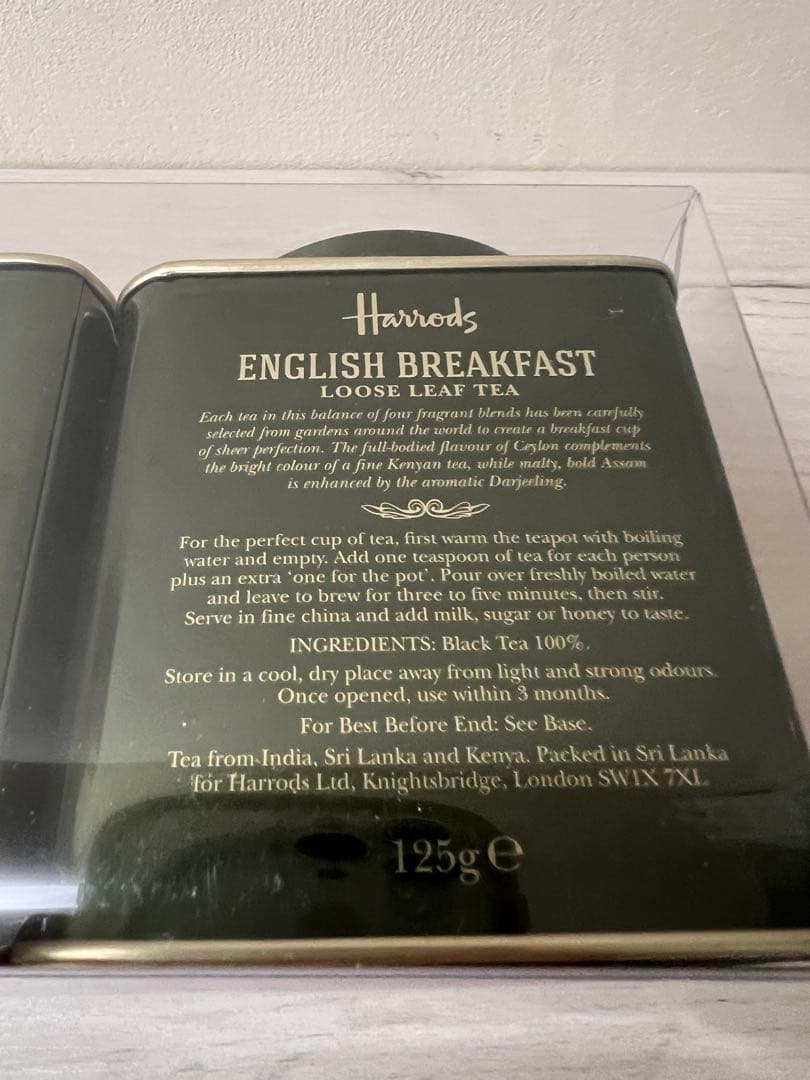 Harrods
ENGLISH BREAKFAST
LOOSE LEAF TEA
Each tea in this balance of four fragrant blends has been carefully
selected from gardens around the world to create a breakfast cup
of sheer perfection. The full-bodied flavour of Ceylon complements
the bright colour of a fine Kenyan tea, while malty, bold Assam
is enhanced by the aromatic Darjeeling.
For the perfect cup of tea, first warm the teapot with boiling
water and empty. Add one teaspoon of tea for each person
plus an extra ‘one for the pot’. Pour over freshly boiled water
and leave to brew for three to five minutes, then stir.
Serve in fine china and add milk, sugar or honey to taste.
INGREDIENTS: Black Tea 100%.
Store in a cool, dry place away from light and strong odours.
Once opened, use within 3 months.
For Best Before End: See Base.
Tea from India, Sri Lanka and Kenya. Packed in Sri Lanka
for Harrods Ltd, Knightsbridge, London SW1X 7XL
125g ℮